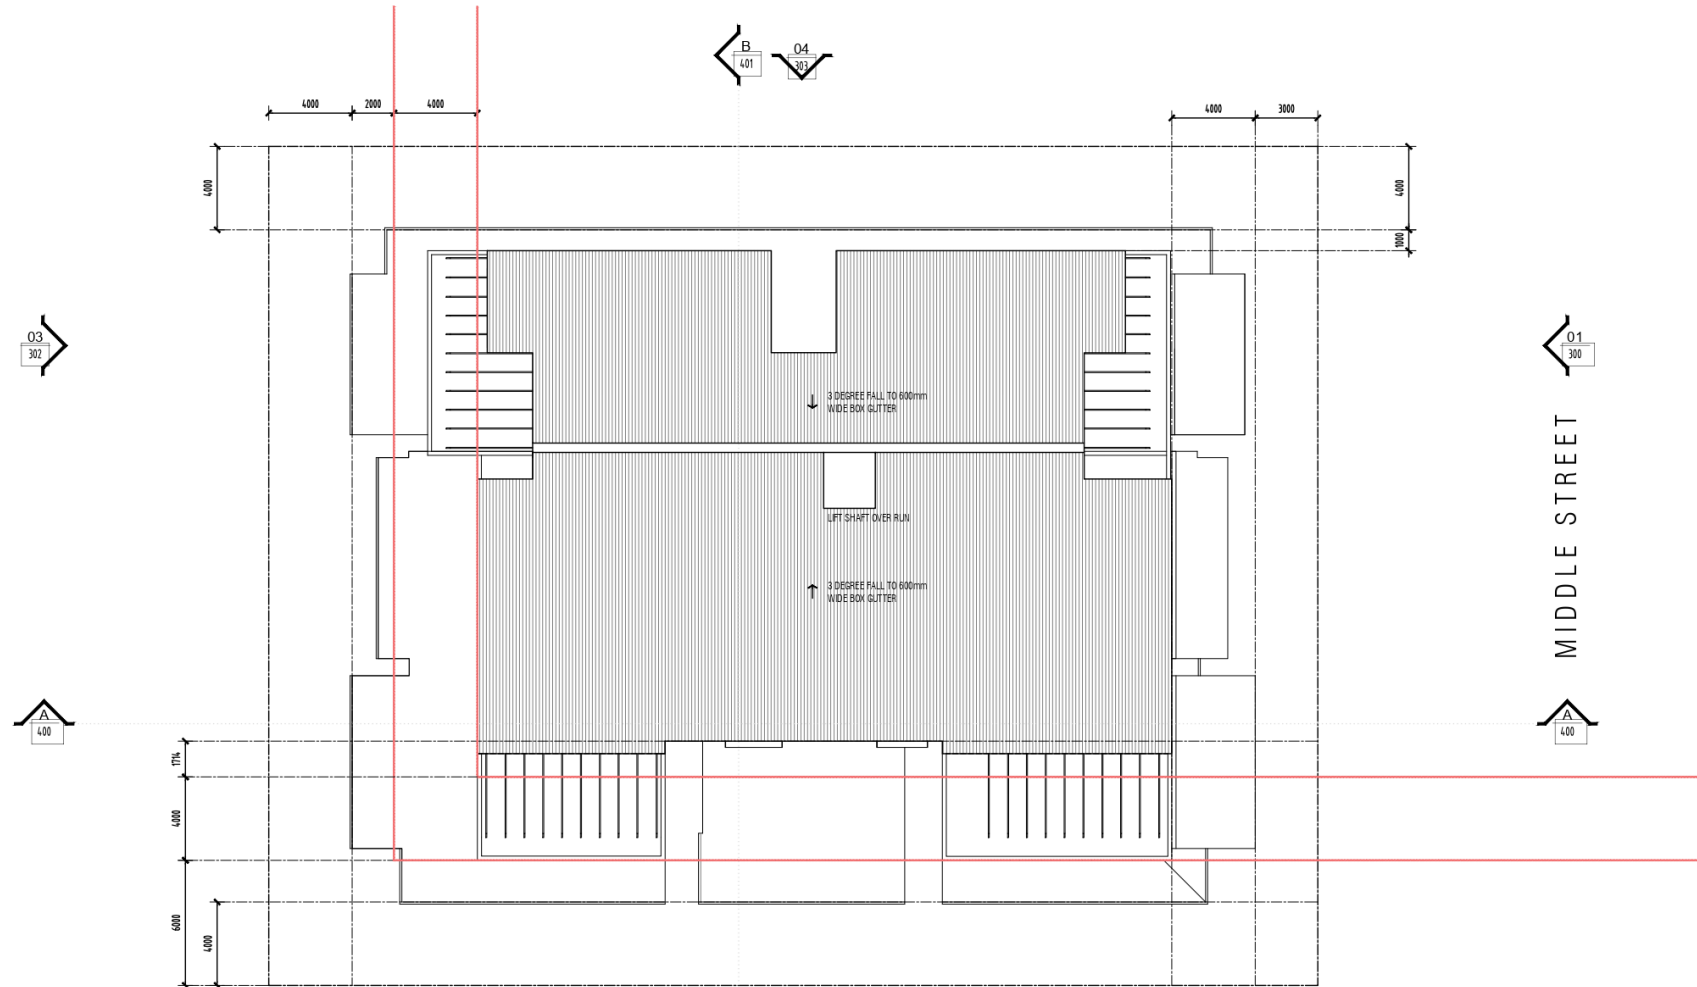 B
401
04
303
4000
2000
4000
4000
3000
4000
4000
1000
03
302
01
300
3 DEGREE FALL TO 600mm
WIDE BOX GUTTER
MIDDLE STREET
LIFT SHAFT OVER RUN
3 DEGREE FALL TO 600mm
WIDE BOX GUTTER
A
400
A
400
1714
4000
6000
4000